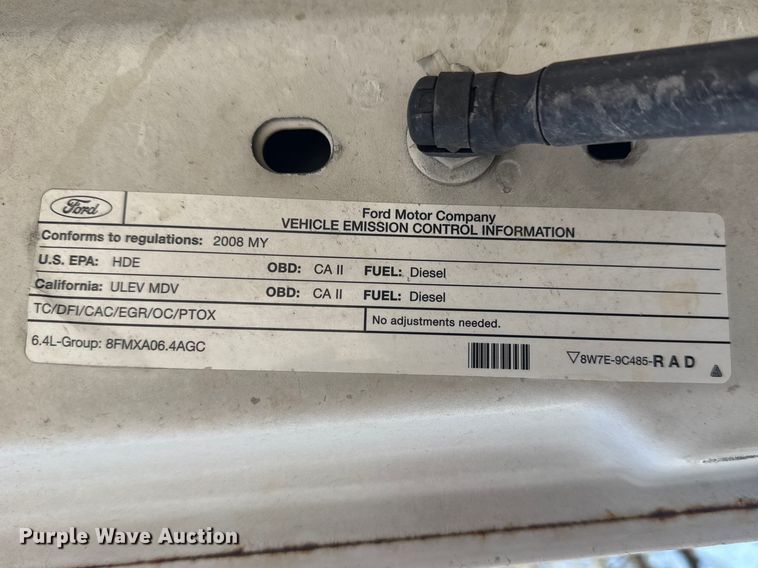 Ford
Ford Motor Company
VEHICLE EMISSION CONTROL INFORMATION
Conforms to regulations: 2008 MY
U.S. EPA: HDE OBD: CA II FUEL: Diesel
California: ULEV MDV OBD: CA II FUEL: Diesel
TC/DFI/CAC/EGR/OC/PTOX No adjustments needed.
6.4L-Group: 8FMXA06.4AGC ▽8W7E-9C485-RAD
Purple Wave Auction